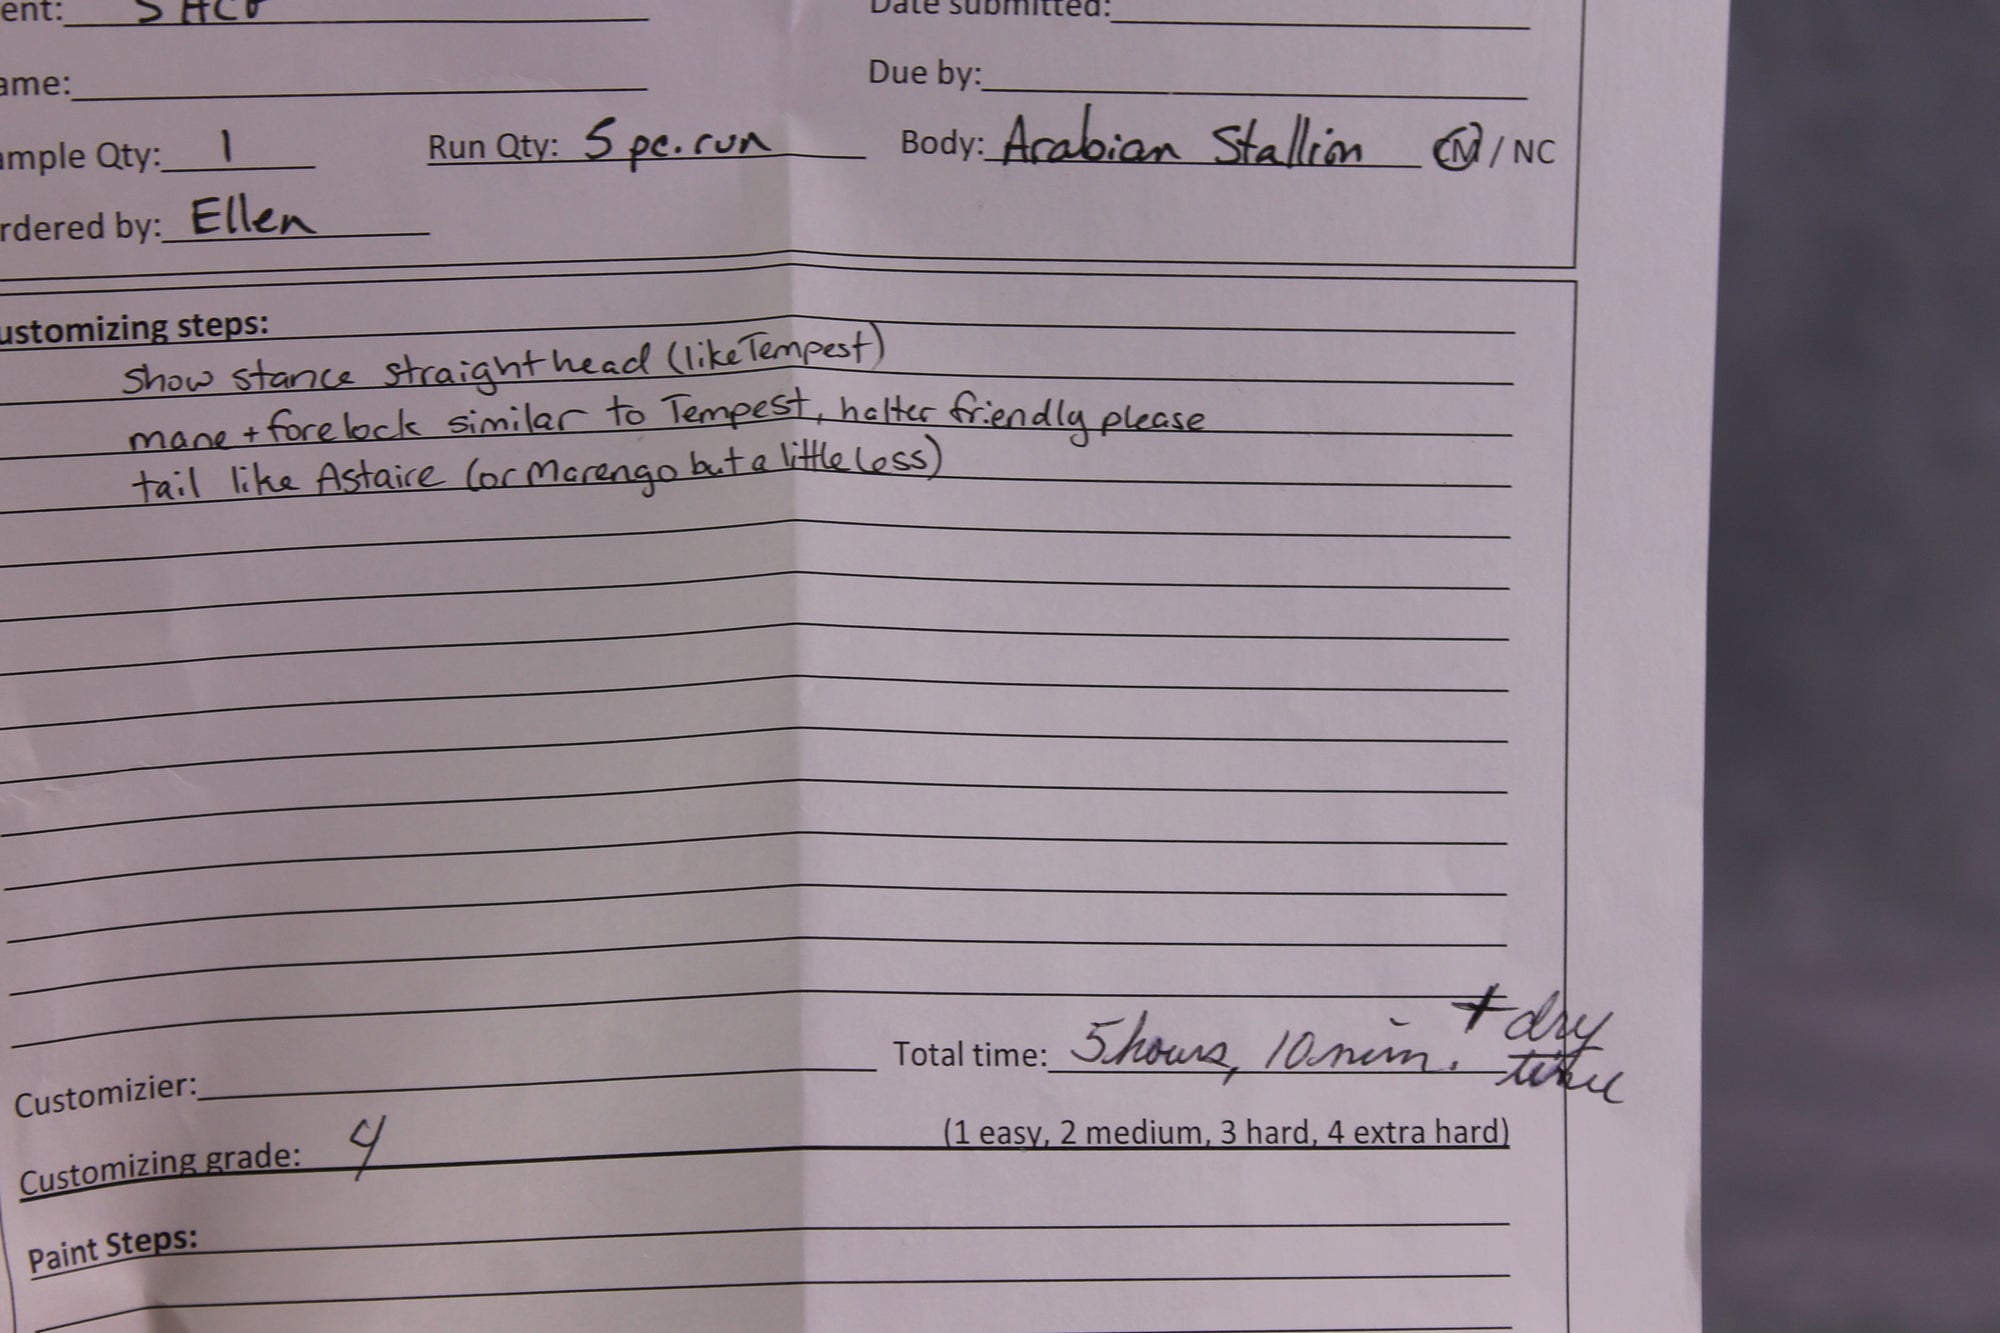 ent: SHCG Date submitted:
ame: Due by:
ample Qty: 1 Run Qty: 5 pc. run Body: Arabian Stallion CM / NC
rdered by: Ellen
ustomizing steps:
Show stance straight head (like Tempest)
mane + forelock similar to Tempest, halter friendly please
tail like Astaire (or Marengo but a little less)
Total time: 5 hours, 10 min. + dry
time
Customizier:
Customizing grade: 4 (1 easy, 2 medium, 3 hard, 4 extra hard)
Paint Steps: